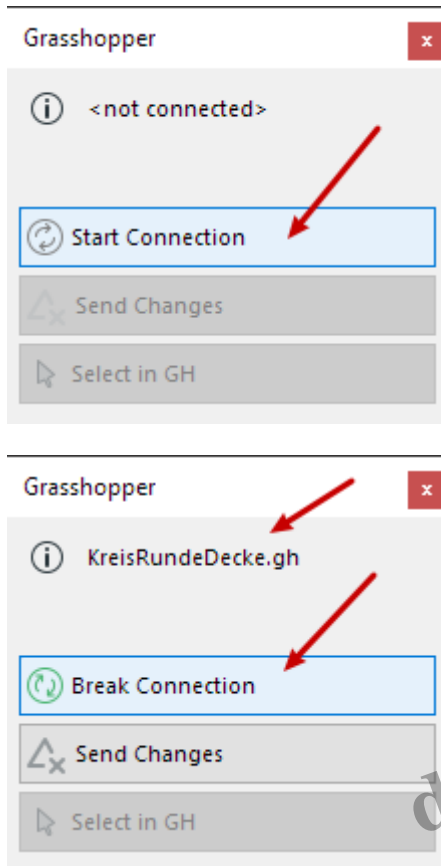 Grasshopper
x
<not connected>
Start Connection
Send Changes
Select in GH
Grasshopper
x
KreisRundeDecke.gh
Break Connection
Send Changes
Select in GH
d